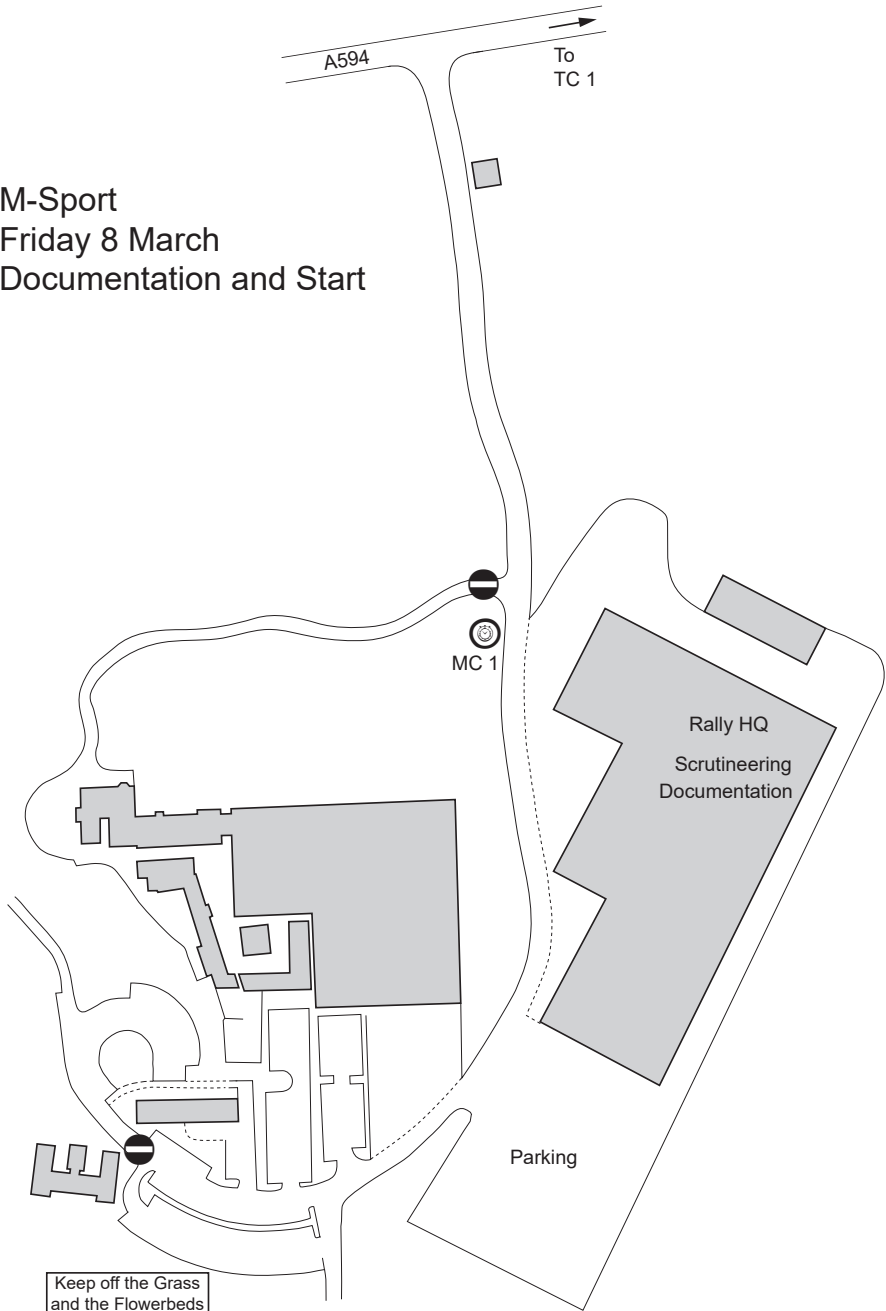 A594
To
TC 1
M-Sport
Friday 8 March
Documentation and Start
MC 1
Rally HQ
Scrutineering
Documentation
Parking
Keep off the Grass
and the Flowerbeds